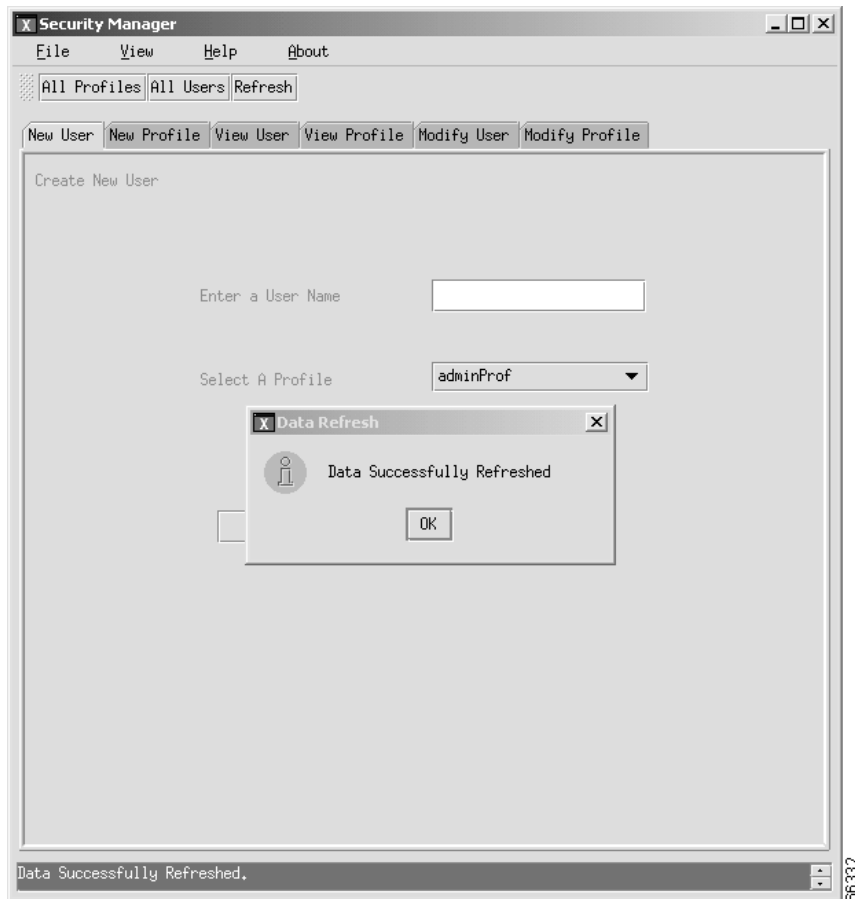 X Security Manager
File View Help About
All Profiles All Users Refresh
New User New Profile View User View Profile Modify User Modify Profile
Create New User
Enter a User Name
Select A Profile adminProf
X Data Refresh
i Data Successfully Refreshed
OK
Data Successfully Refreshed.
66332